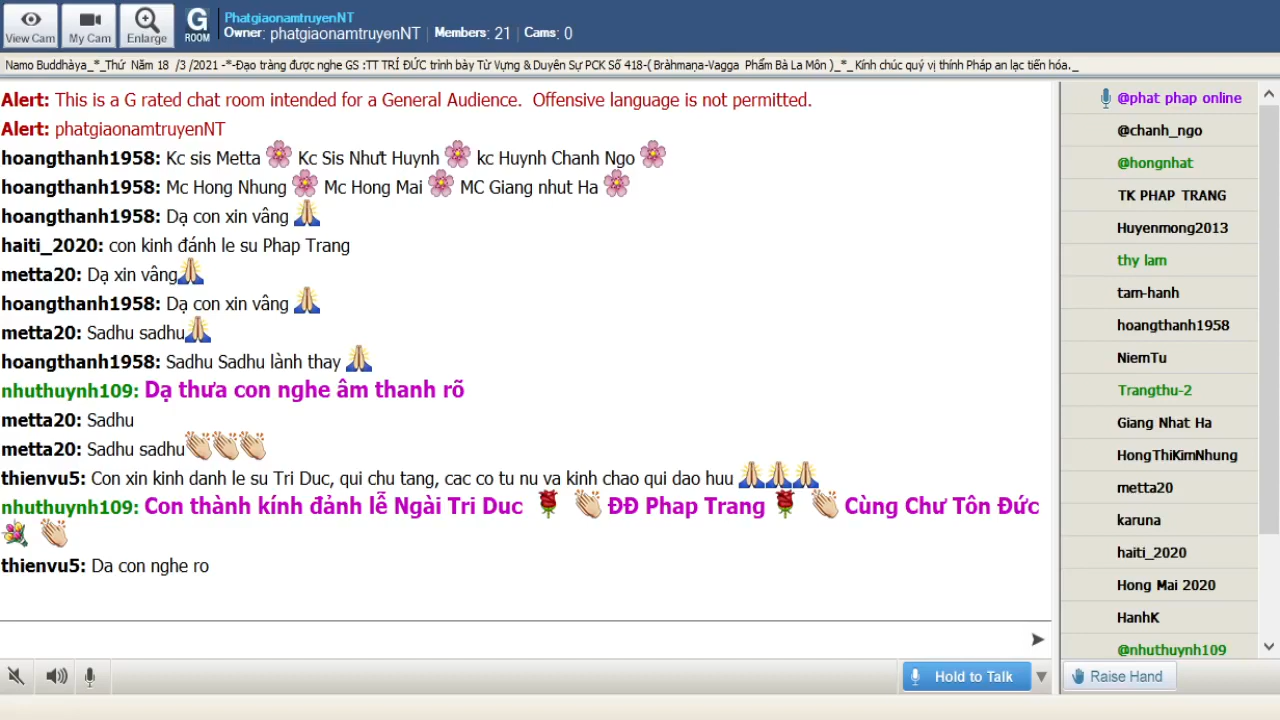 View Cam
My Cam
Enlarge
G
ROOM
PhatgiaonamtruyenNT
Owner: phatgiaonamtruyenNT | Members: 21 | Cams: 0
Namo Buddhàya_*_Thứ Năm 18 /3 /2021 -*-Đạo tràng được nghe GS :TT TRÍ ĐỨC trình bày Từ Vựng & Duyên Sự PCK Số 418-( Bràhmaṇa-Vagga Phẩm Bà La Môn )_*_ Kính chúc quý vị thính Pháp an lạc tiến hóa._
Alert: This is a G rated chat room intended for a General Audience. Offensive language is not permitted.
Alert: phatgiaonamtruyenNT
hoangthanh1958: Kc sis Metta 🌸 Kc Sis Như Huynh 🌸 kc Huynh Chanh Ngo 🌸
hoangthanh1958: Mc Hong Nhung 🌸 Mc Hong Mai 🌸 MC Giang nhut Ha 🌸
hoangthanh1958: Dạ con xin vâng 🙏
haiti_2020: con kinh đánh le su Phap Trang
metta20: Dạ xin vâng🙏
hoangthanh1958: Dạ con xin vâng 🙏
metta20: Sadhu sadhu🙏
hoangthanh1958: Sadhu Sadhu lành thay 🙏
nhuthuynh109: Dạ thưa con nghe âm thanh rõ
metta20: Sadhu
metta20: Sadhu sadhu👏👏👏
thienvu5: Con xin kinh danh le su Tri Duc, qui chu tang, cac co tu nu va kinh chao qui dao huu 🙏🙏🙏
nhuthuynh109: Con thành kính đảnh lễ Ngài Tri Duc 🌹 👏 ĐĐ Phap Trang 🌹 👏 Cùng Chư Tôn Đức
💐 👏
thienvu5: Da con nghe ro
Hold to Talk
@phat phap online
@chanh_ngo
@hongnhat
TK PHAP TRANG
Huyenmong2013
thy lam
tam-hanh
hoangthanh1958
NiemTu
Trangthu-2
Giang Nhat Ha
HongThiKimNhung
metta20
karuna
haiti_2020
Hong Mai 2020
HanhK
@nhuthuynh109
Raise Hand